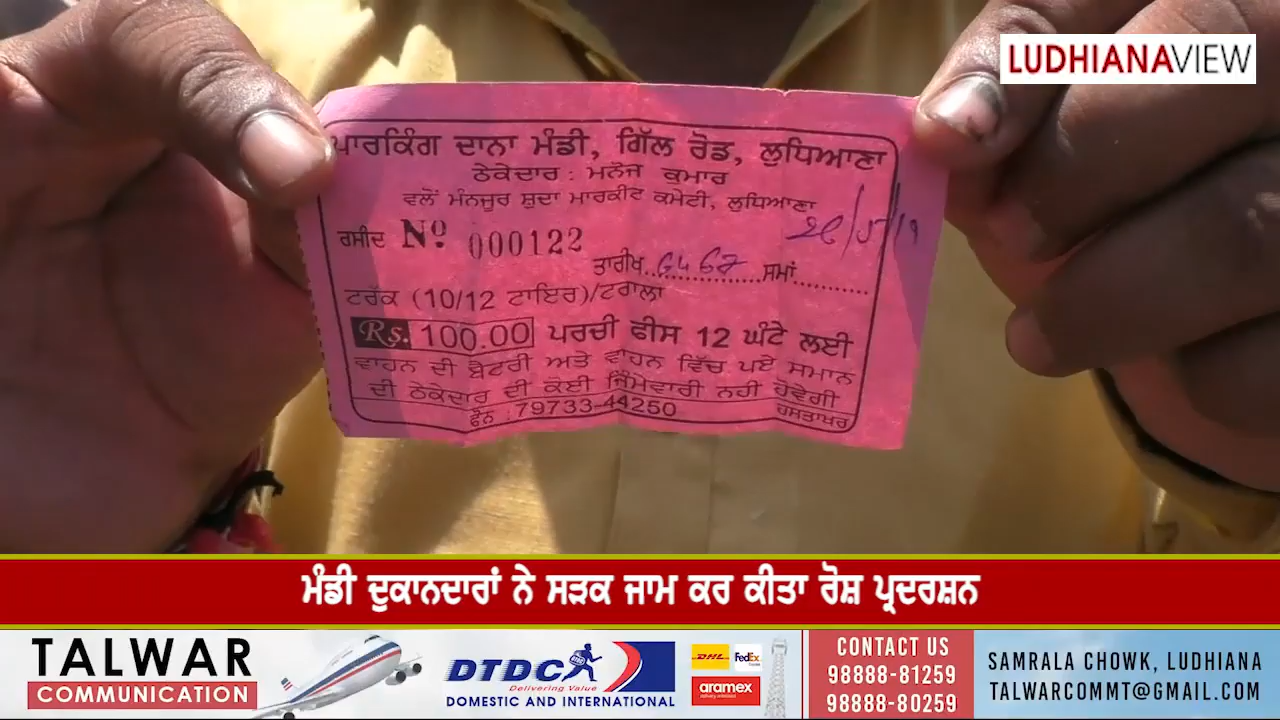 LUDHIANAVIEW
ਪਾਰਕਿੰਗ ਦਾਨਾ ਮੰਡੀ, ਗਿੱਲ ਰੋਡ, ਲੁਧਿਆਣਾ
ਠੇਕੇਦਾਰ : ਮਨੋਜ ਕੁਮਾਰ
ਵਲੋਂ ਮੰਨਜੂਰ ਸ਼ੁਦਾ ਮਾਰਕੀਟ ਕਮੇਟੀ, ਲੁਧਿਆਣਾ
ਰਸੀਦ Nº 000122
ਤਾਰੀਖ............ਸਮਾਂ............
ਟਰੱਕ (10/12 ਟਾਇਰ)/ਟਰਾਲਾ
Rs. 100.00 ਪਰਚੀ ਫੀਸ 12 ਘੰਟੇ ਲਈ
ਵਾਹਨ ਦੀ ਬੈਟਰੀ ਅਤੇ ਵਾਹਨ ਵਿੱਚ ਪਏ ਸਮਾਨ
ਦੀ ਠੇਕੇਦਾਰ ਦੀ ਕੋਈ ਜਿੰਮੇਵਾਰੀ ਨਹੀ ਹੋਵੇਗੀ
ਫੋਨ : 79733-44250 ਹਸਤਾਖਰ
ਮੰਡੀ ਦੁਕਾਨਦਾਰਾਂ ਨੇ ਸੜਕ ਜਾਮ ਕਰ ਕੀਤਾ ਰੋਸ਼ ਪ੍ਰਦਰਸ਼ਨ
TALWAR
COMMUNICATION
DTDC
Delivering Value
DOMESTIC AND INTERNATIONAL
DHL
FedEx
aramex
CONTACT US
98888-81259
98888-80259
SAMRALA CHOWK, LUDHIANA
TALWARCOMMT@GMAIL.COM